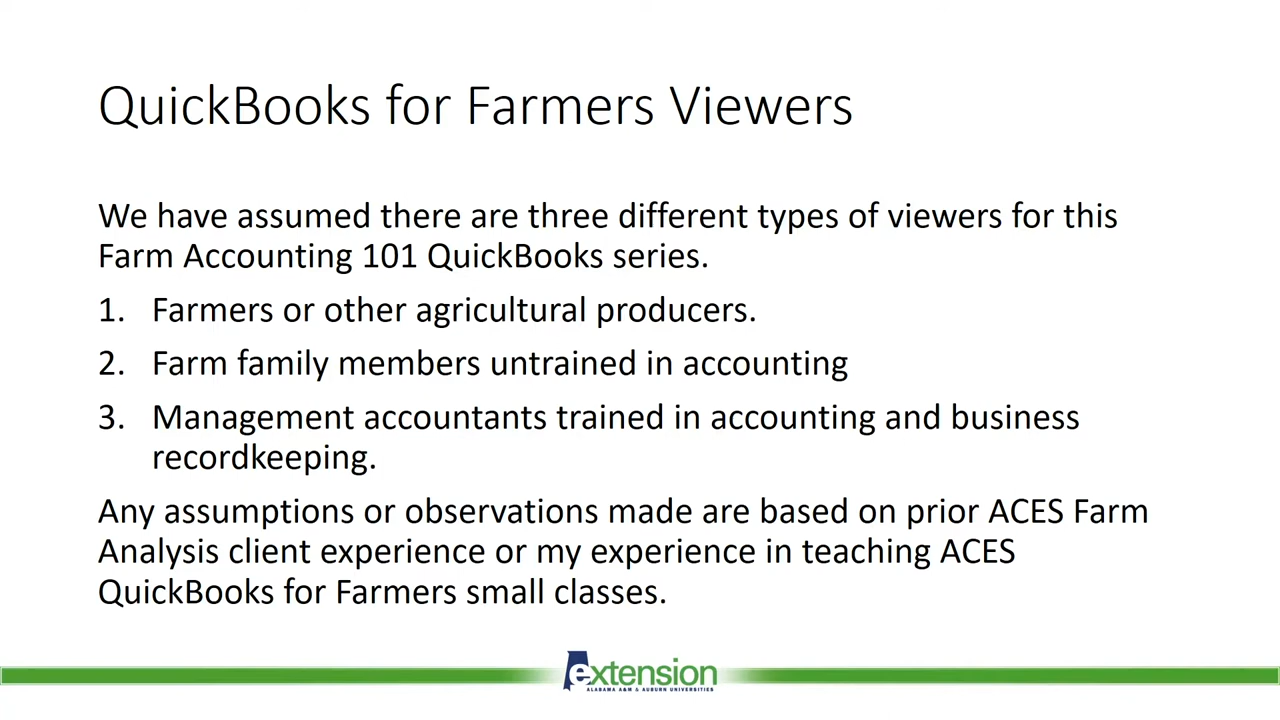 QuickBooks for Farmers Viewers
We have assumed there are three different types of viewers for this
Farm Accounting 101 QuickBooks series.
1. Farmers or other agricultural producers.
2. Farm family members untrained in accounting
3. Management accountants trained in accounting and business
recordkeeping.
Any assumptions or observations made are based on prior ACES Farm
Analysis client experience or my experience in teaching ACES
QuickBooks for Farmers small classes.
extension
ALABAMA A&M & AUBURN UNIVERSITIES